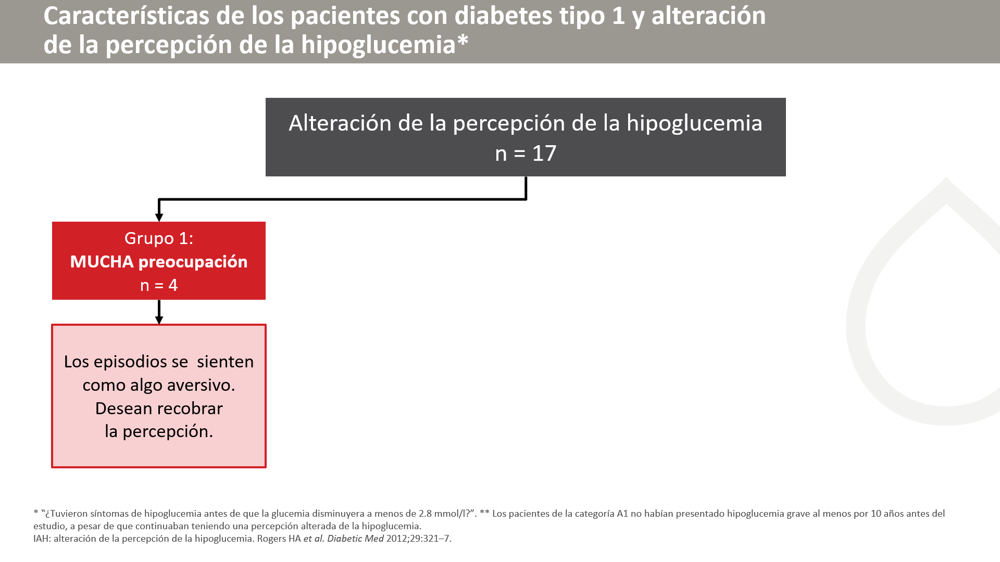 Características de los pacientes con diabetes tipo 1 y alteración
de la percepción de la hipoglucemia*
Alteración de la percepción de la hipoglucemia
n = 17
Grupo 1:
MUCHA preocupación
n = 4
Los episodios se  sienten
como algo aversivo.
Desean recobrar
la percepción.
* “¿Tuvieron síntomas de hipoglucemia antes de que la glucemia disminuyera a menos de 2.8 mmol/l?”. ** Los pacientes de la categoría A1 no habían presentado hipoglucemia grave al menos por 10 años antes del
estudio, a pesar de que continuaban teniendo una percepción alterada de la hipoglucemia.
IAH: alteración de la percepción de la hipoglucemia. Rogers HA et al. Diabetic Med 2012;29:321–7.